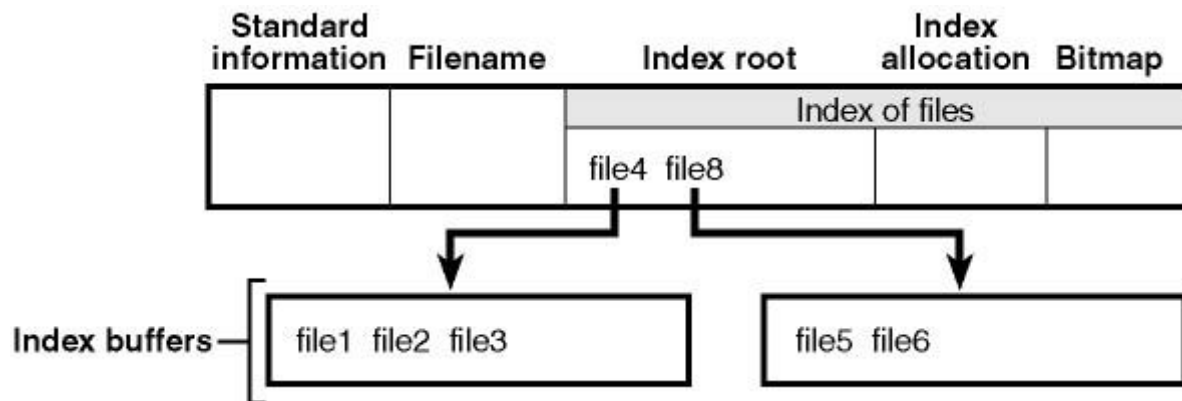 Standard information
Filename
Index root
Index allocation
Bitmap
Index of files
file4 file8
Index buffers
file1 file2 file3
file5 file6